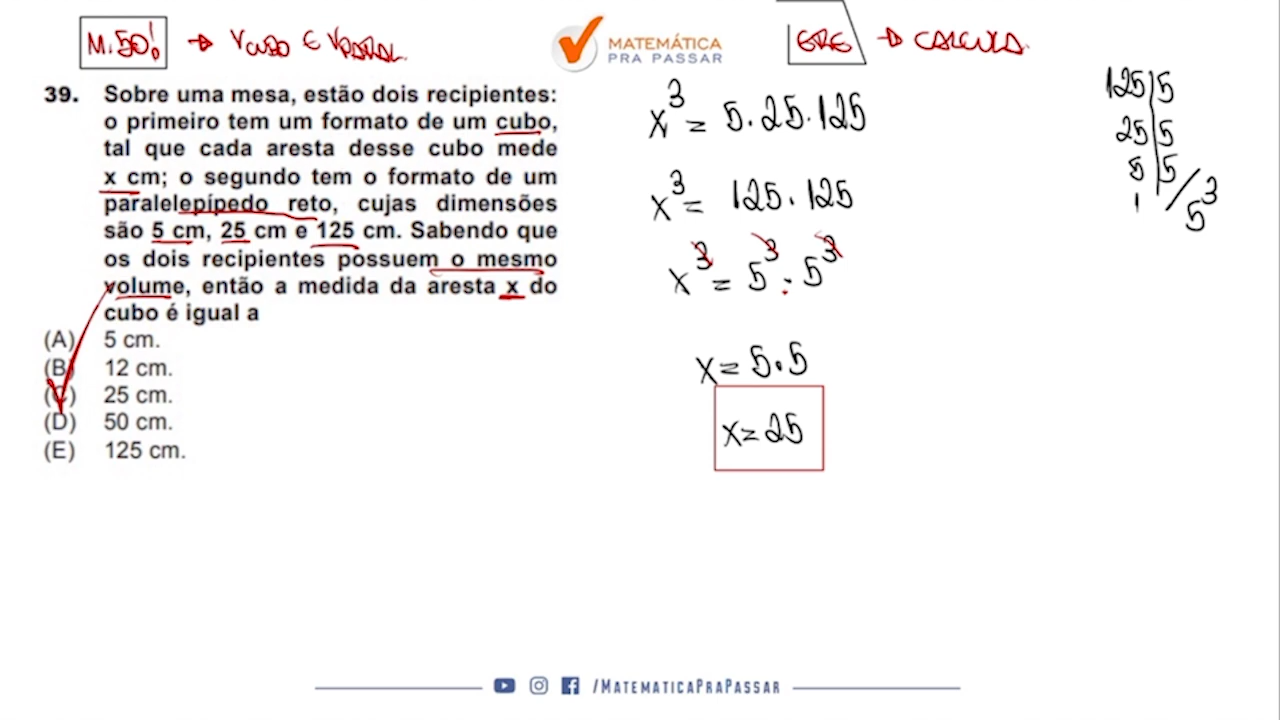 M.50! → VCUBO E VPARAL.
MATEMÁTICA
PRA PASSAR
→ CALCULA.
39. Sobre uma mesa, estão dois recipientes:
o primeiro tem um formato de um cubo,
tal que cada aresta desse cubo mede
x cm; o segundo tem o formato de um
paralelepípedo reto, cujas dimensões
são 5 cm, 25 cm e 125 cm. Sabendo que
os dois recipientes possuem o mesmo
volume, então a medida da aresta x do
cubo é igual a
(A) 5 cm.
(B) 12 cm.
(C) 25 cm.
(D) 50 cm.
(E) 125 cm.
x³ = 5.25.125
x³ = 125.125
x³ = 5³.5³
x = 5.5
x = 25
125|5
25|5
5|5
1 / 5³
/MATEMATICAPRAPASSAR